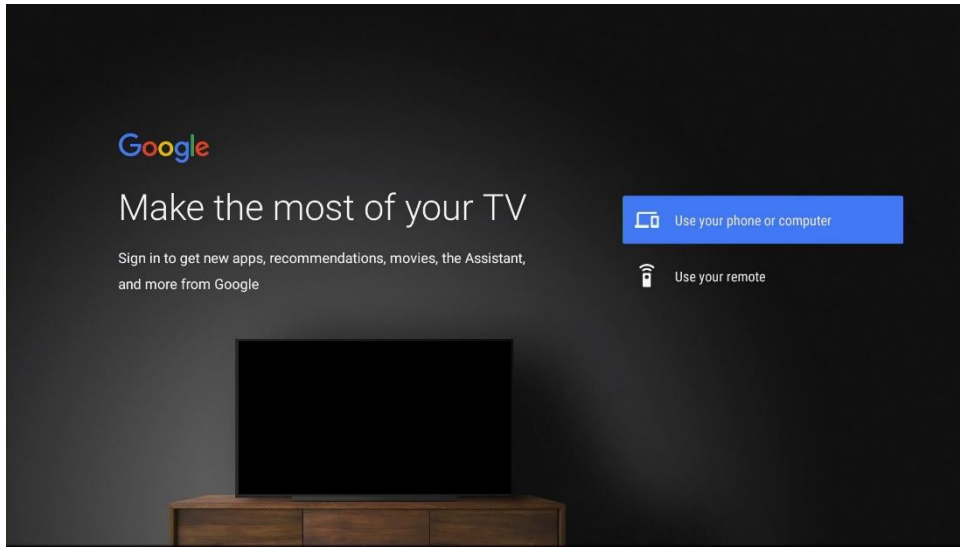 Google
Make the most of your TV
Sign in to get new apps, recommendations, movies, the Assistant,
and more from Google
Use your phone or computer
Use your remote